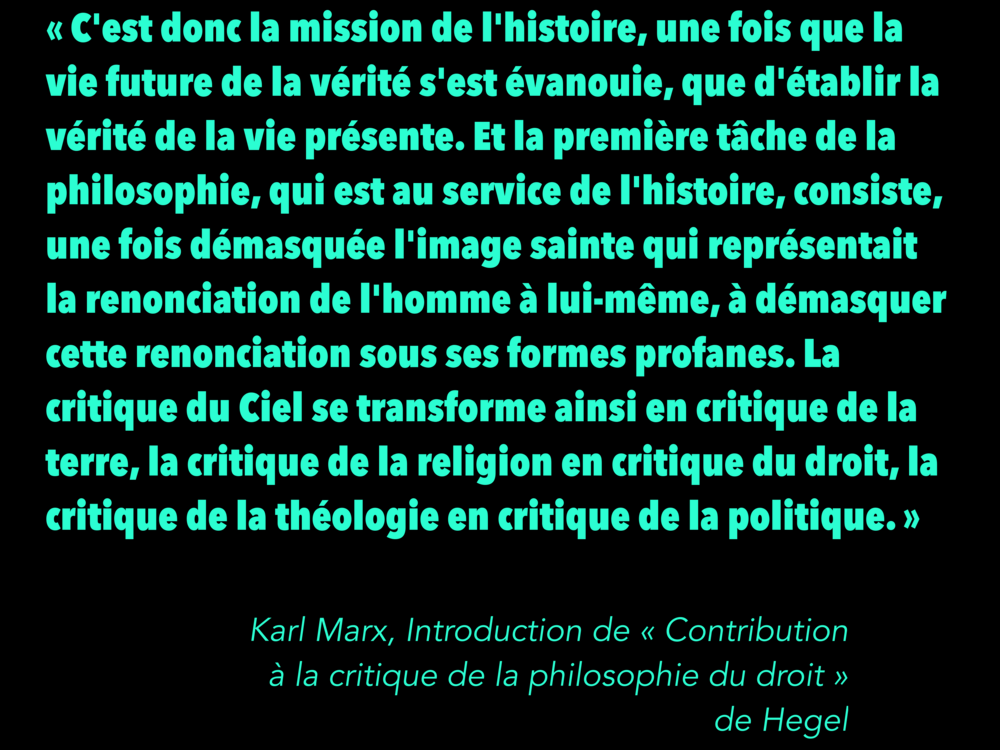 « C'est donc la mission de l'histoire, une fois que la
vie future de la vérité s'est évanouie, que d'établir la
vérité de la vie présente. Et la première tâche de la
philosophie, qui est au service de l'histoire, consiste,
une fois démasquée l'image sainte qui représentait
la renonciation de l'homme à lui-même, à démasquer
cette renonciation sous ses formes profanes. La
critique du Ciel se transforme ainsi en critique de la
terre, la critique de la religion en critique du droit, la
critique de la théologie en critique de la politique. »
Karl Marx, Introduction de « Contribution
à la critique de la philosophie du droit »
de Hegel